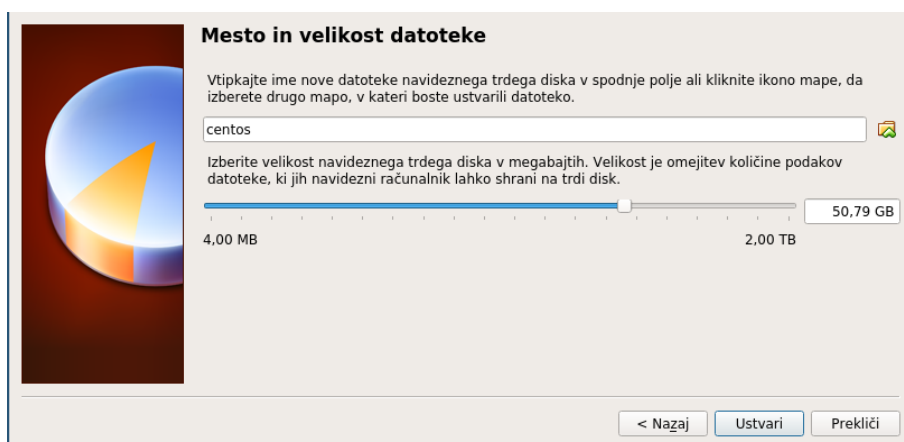 Mesto in velikost datoteke
Vtipkajte ime nove datoteke navideznega trdega diska v spodnje polje ali kliknite ikono mape, da
izberete drugo mapo, v kateri boste ustvarili datoteko.
centos
Izberite velikost navideznega trdega diska v megabajtih. Velikost je omejitev količine podakov
datoteke, ki jih navidezni računalnik lahko shrani na trdi disk.
50,79 GB
4,00 MB 2,00 TB
< Nazaj Ustvari Prekliči